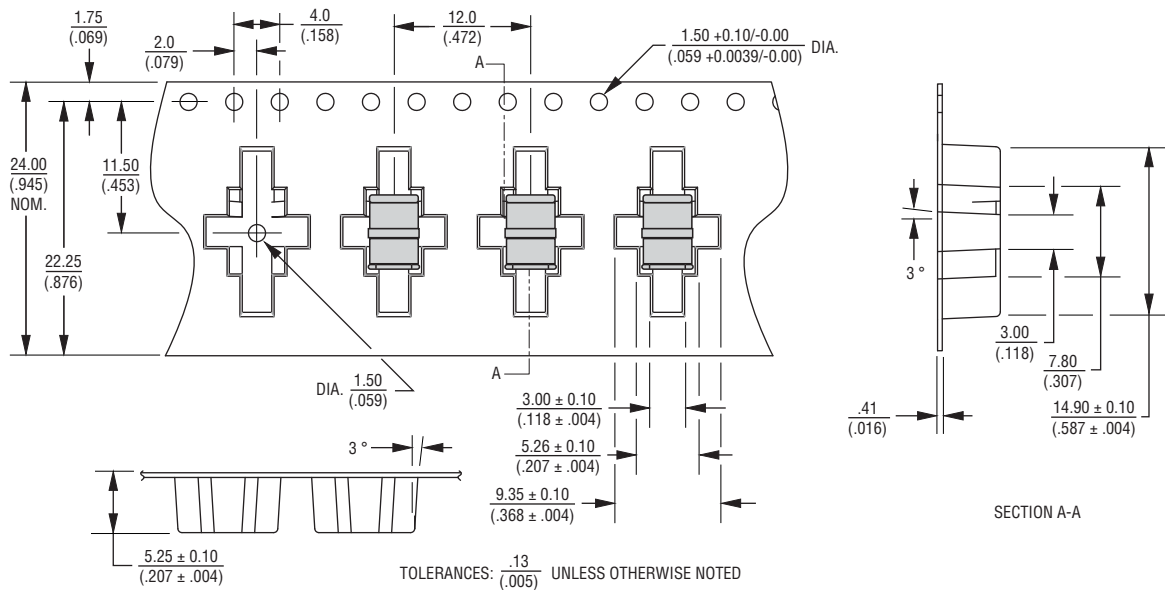 1.75
(.069)
4.0
(.158)
12.0
(.472)
1.50 +0.10/-0.00
(.059 +0.0039/-0.00)
DIA.
2.0
(.079)
A
24.00
(.945)
NOM.
11.50
(.453)
22.25
(.876)
3 °
3.00
(.118)
7.80
(.307)
14.90 ± 0.10
(.587 ± .004)
.41
(.016)
A
DIA. 1.50
(.059)
3.00 ± 0.10
(.118 ± .004)
5.26 ± 0.10
(.207 ± .004)
9.35 ± 0.10
(.368 ± .004)
3 °
5.25 ± 0.10
(.207 ± .004)
SECTION A-A
TOLERANCES: .13
(.005)
UNLESS OTHERWISE NOTED